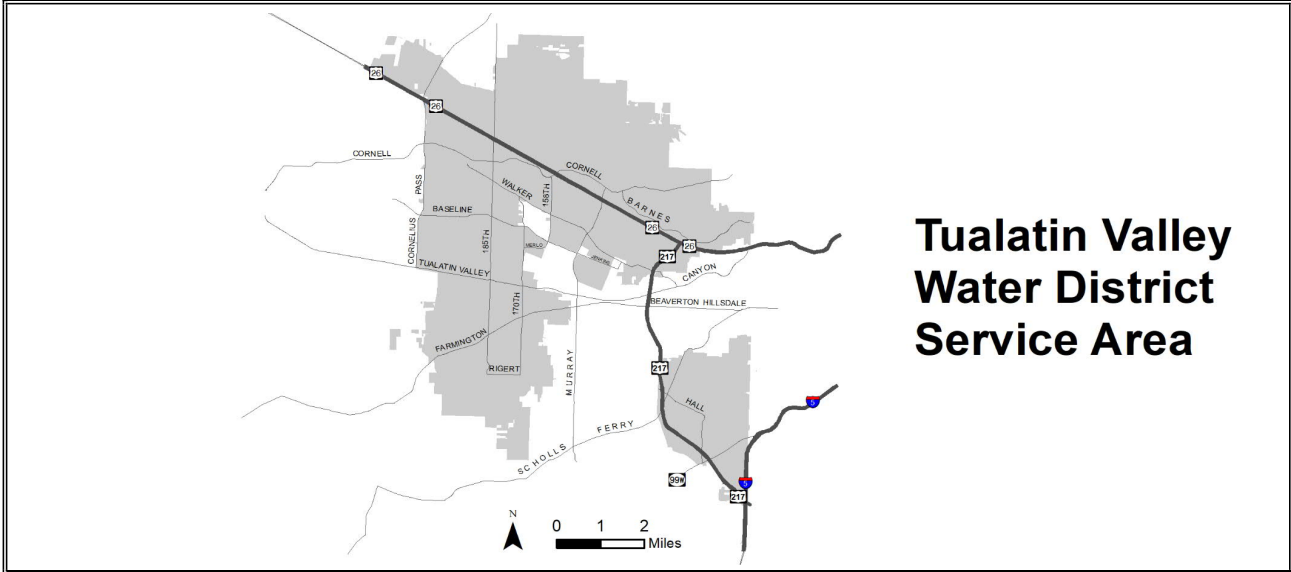 26
26
CORNELL
CORNELL
PASS
WALKER
156TH
BARNES
BASELINE
CORNELIUS
185TH
26
26
217
MERLO
TUALATIN VALLEY
CANYON
170TH
BEAVERTON HILLSDALE
FARMINGTON
RIGERT
MURRAY
217
HALL
5
SCHOLLS FERRY
99W
5
217
N
0 1 2
Miles
Tualatin Valley
Water District
Service Area